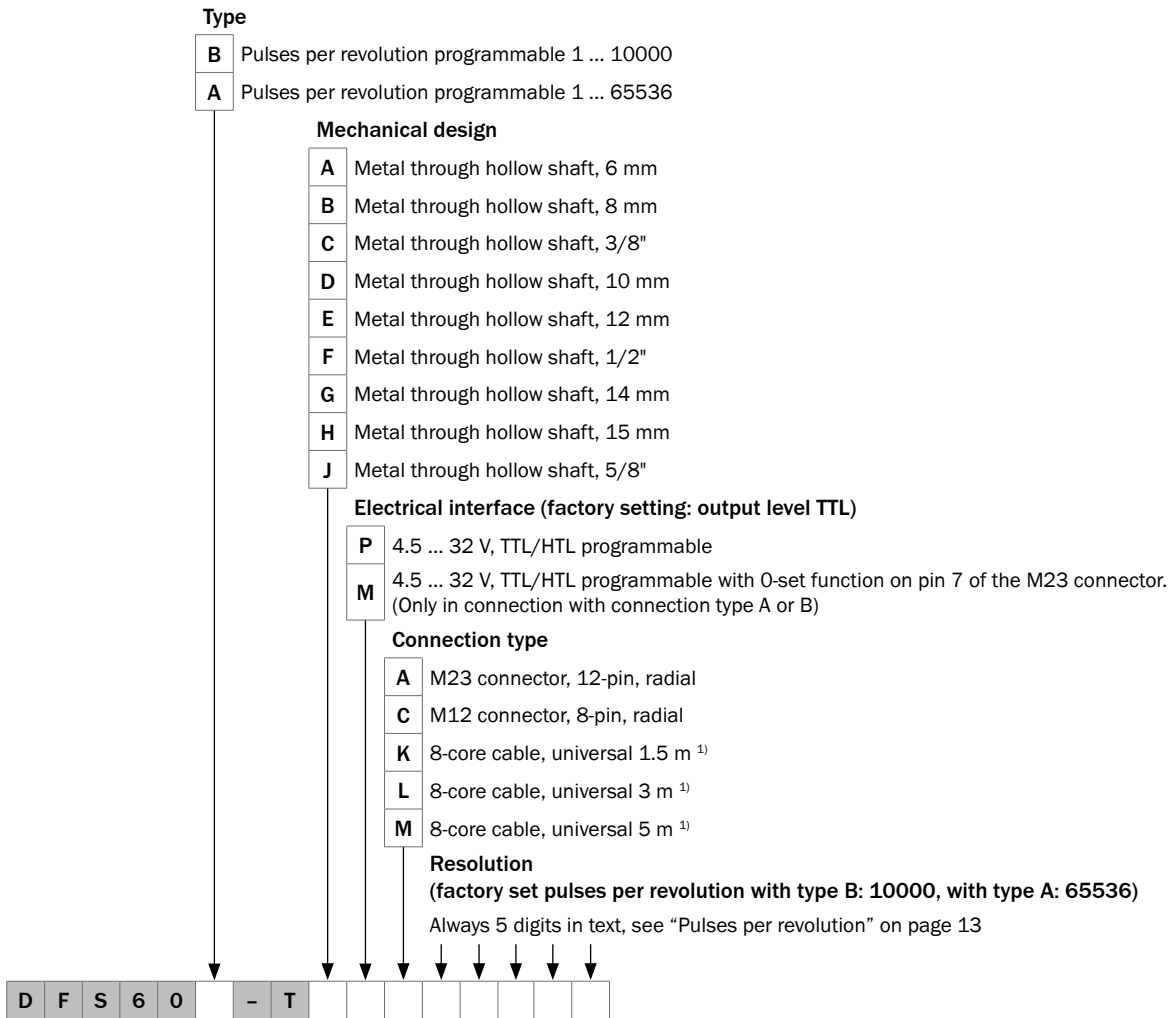 Type
B Pulses per revolution programmable 1 ... 10000
A Pulses per revolution programmable 1 ... 65536
Mechanical design
A Metal through hollow shaft, 6 mm
B Metal through hollow shaft, 8 mm
C Metal through hollow shaft, 3/8"
D Metal through hollow shaft, 10 mm
E Metal through hollow shaft, 12 mm
F Metal through hollow shaft, 1/2"
G Metal through hollow shaft, 14 mm
H Metal through hollow shaft, 15 mm
J Metal through hollow shaft, 5/8"
Electrical interface (factory setting: output level TTL)
P 4.5 ... 32 V, TTL/HTL programmable
M 4.5 ... 32 V, TTL/HTL programmable with 0-set function on pin 7 of the M23 connector.
(Only in connection with connection type A or B)
Connection type
A M23 connector, 12-pin, radial
C M12 connector, 8-pin, radial
K 8-core cable, universal 1.5 m 1)
L 8-core cable, universal 3 m 1)
M 8-core cable, universal 5 m 1)
Resolution
(factory set pulses per revolution with type B: 10000, with type A: 65536)
Always 5 digits in text, see “Pulses per revolution” on page 13
D F S 6 0 – T